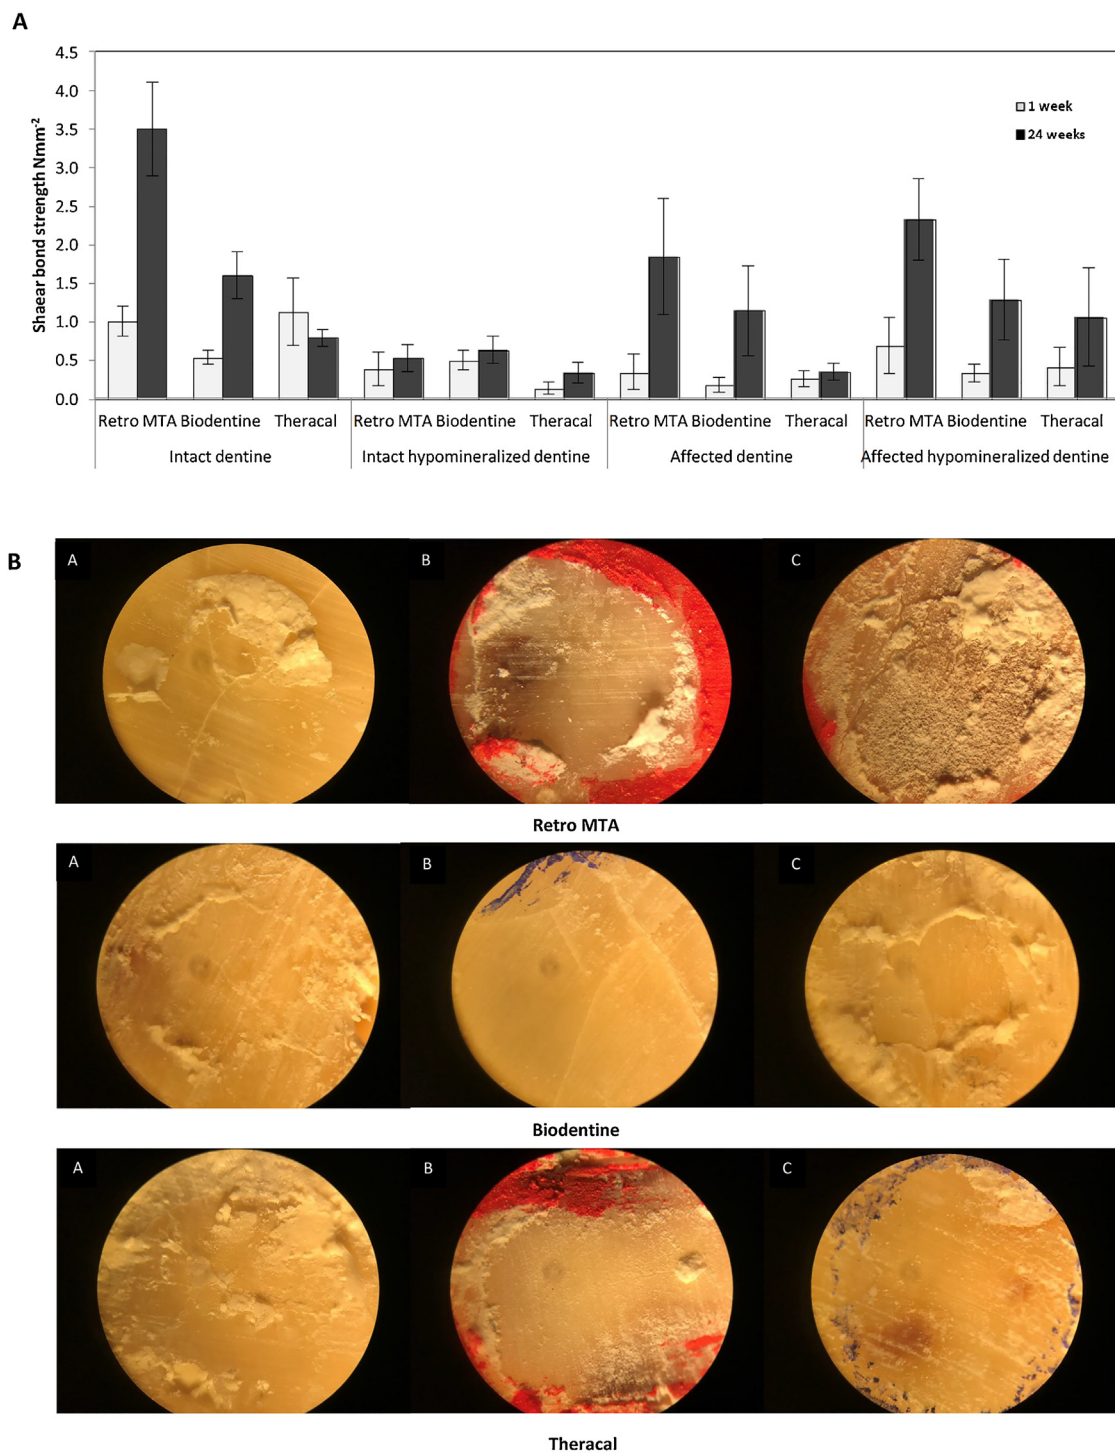 A
4.5
4.0
3.5
3.0
2.5
2.0
1.5
1.0
0.5
0.0
Shaear bond strength Nmm-2
1 week
24 weeks
Retro MTA Biodentine Theracal Retro MTA Biodentine Theracal Retro MTA Biodentine Theracal Retro MTA Biodentine Theracal
Intact dentine Intact hypomineralized dentine Affected dentine Affected hypomineralized dentine
B
A B C
Retro MTA
A B C
Biodentine
A B C
Theracal